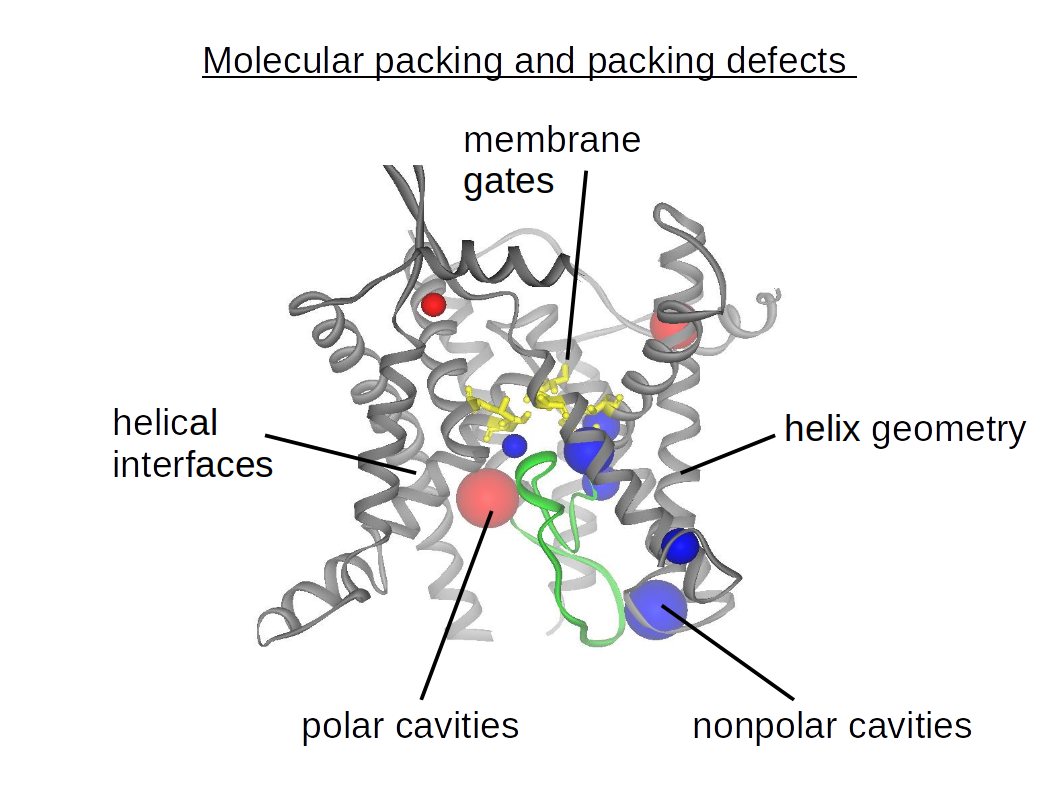 Molecular packing and packing defects
membrane
gates
helical
interfaces
helix geometry
polar cavities
nonpolar cavities